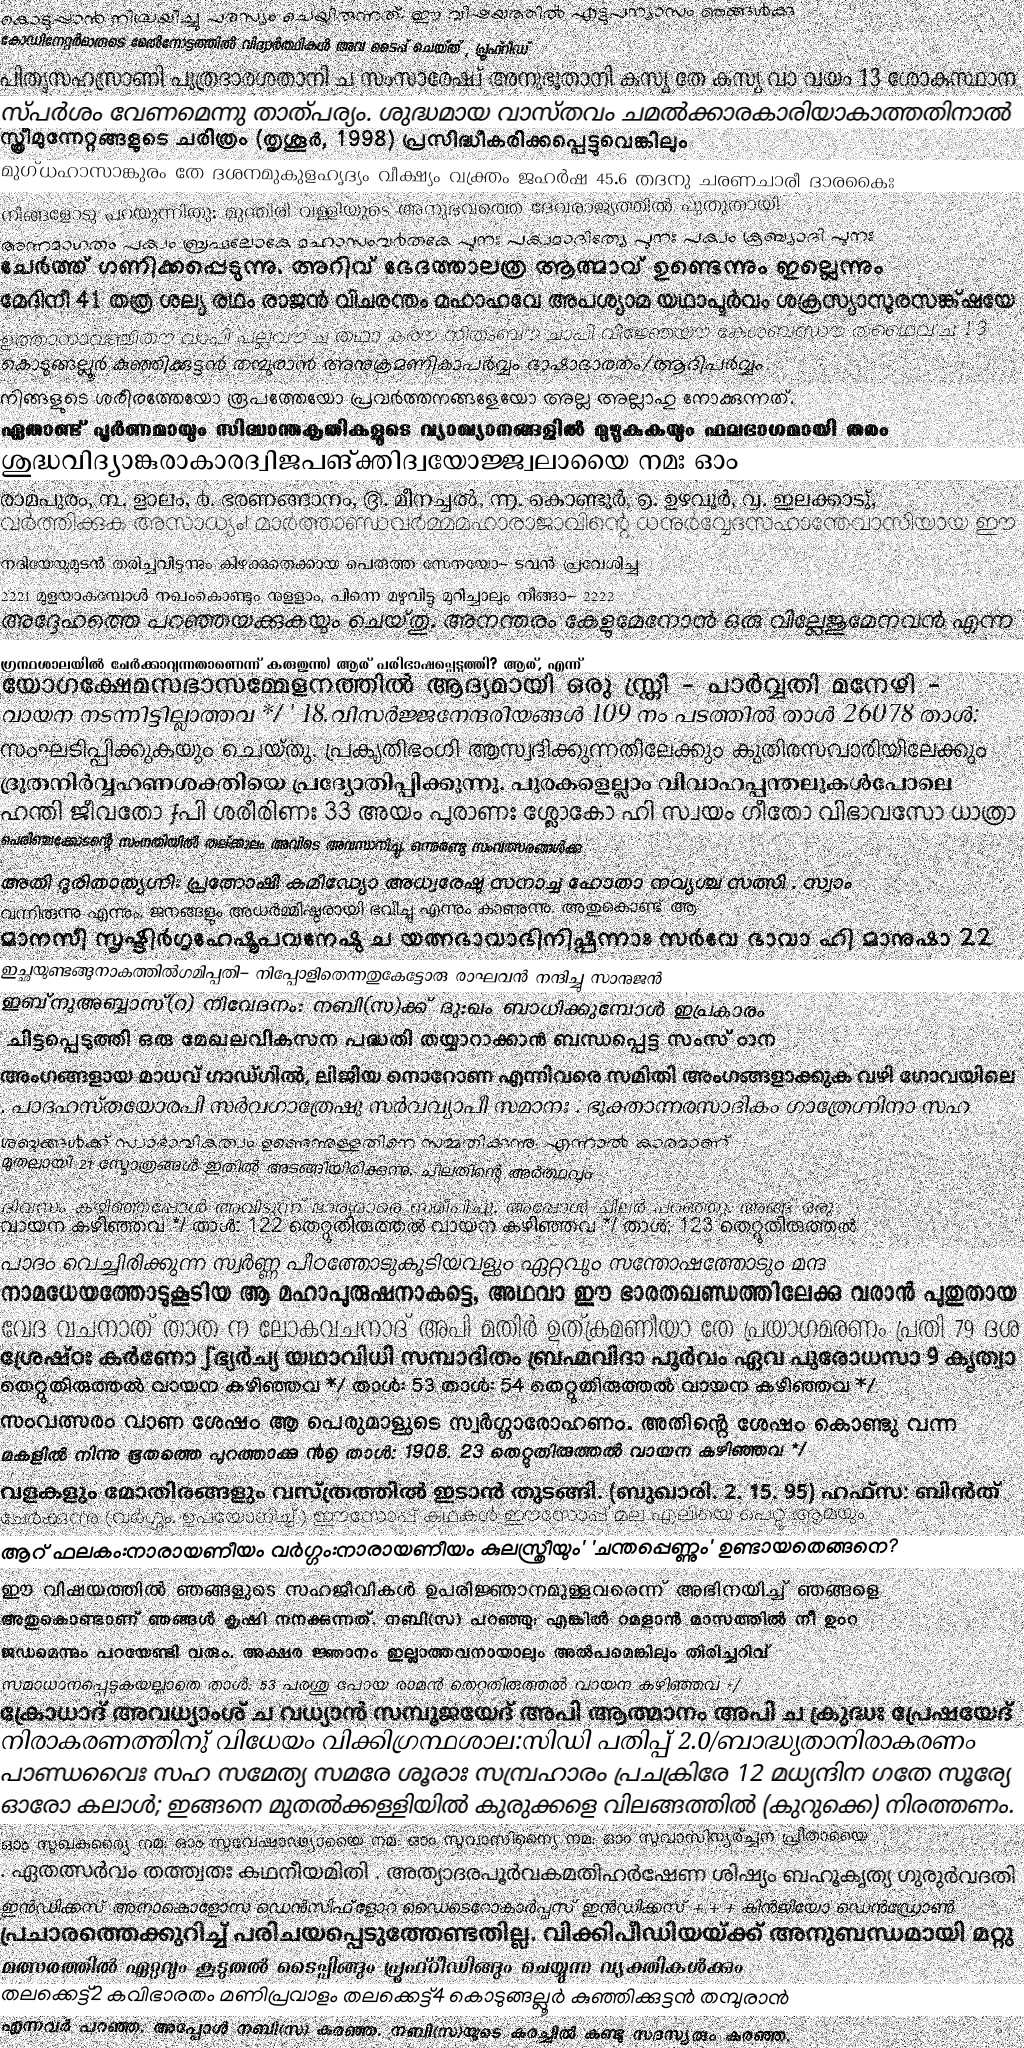 കൊടുപ്പാൻ നിശ്ചയിച്ചു പരസ്യം ചെയ്തിരുന്നത്. ഈ വിഷയത്തിൽ എട്ടുപന്യാസം ഞങ്ങൾക്കു
കോഡിനേറ്റർമാരുടെ മേൽനോട്ടത്തിൽ വിദ്യാർത്ഥികൾ അവ ടൈപ്പ് ചെയ്ത് , പ്രൂഫ്റീഡ്
പിതൃസഹസ്രാണി പുത്രദാരശതാനി ച സംസാരേഷ്വ് അനുഭൂതാനി കസ്യ തേ കസ്യ വാ വയം 13 ശോകസ്ഥാന
സ്പർശം വേണമെന്നു താത്പര്യം. ശുദ്ധമായ വാസ്തവം ചമൽക്കാരകാരിയാകാത്തതിനാൽ
സ്ത്രീമുന്നേറ്റങ്ങളുടെ ചരിത്രം (തൃശൂർ, 1998) പ്രസിദ്ധീകരിക്കപ്പെട്ടുവെങ്കിലും
മുഗ്ധഹാസാങ്കുരം തേ ദശനമുകുളഹൃദ്യം വീക്ഷ്യം വക്ത്രം ജഹർഷ 45.6 തദനു ചരണചാരീ ദാരകൈഃ
നിങ്ങളോടു പറയുന്നിതു; മുന്തിരി വള്ളിയുടെ അനുഭവത്തെ ദേവരാജ്യത്തിൽ പുതുതായി
അന്നമാഗതം പക്വം ബ്രഹ്മലോകേ മഹാസംവർതകേ പുനഃ പക്വമാദിത്യേ പുനഃ പക്വം ക്രവ്യാദി പുനഃ
ചേർത്ത് ഗണിക്കപ്പെടുന്നു. അറിവ് ഭേദത്താലത്ര ആത്മാവ് ഉണ്ടെന്നും ഇല്ലെന്നും
മേദിനീ 41 തത്ര ശല്യ രഥം രാജൻ വിചരന്തം മഹാഹവേ അപശ്യാമ യഥാപൂർവം ശക്രസ്യാസുരസങ്ക്ഷയേ
ഉത്താനാവഞ്ചിതൗ വാപി പല്ലവൗ ച തഥാ കരൗ നിതംബൗ ചാപി വിജ്ഞേയൗ കേശബന്ധൗ തഥൈവ ച 13
കൊടുങ്ങല്ലൂർ കുഞ്ഞിക്കുട്ടൻ തമ്പുരാൻ അനുക്രമണികാപർവ്വം ഭാഷാഭാരതം/ആദിപർവ്വം
നിങ്ങളുടെ ശരീരത്തേയോ രൂപത്തേയോ പ്രവർത്തനങ്ങളേയോ അല്ല അല്ലാഹു നോക്കുന്നത്.
ഏതാണ്ട് പൂർണമായും സിദ്ധാന്തകൃതികളുടെ വ്യാഖ്യാനങ്ങളിൽ മുഴുകുകയും ഫലഭാഗമായി തമം
ശുദ്ധവിദ്യാങ്കുരാകാരദ്വിജപങ്ക്തിദ്വയോജ്ജ്വലായൈ നമഃ ഓം
രാമപുരം, ൩. ളാലം, ൪. ഭരണങ്ങാനം, ൫. മീനച്ചൽ, ൬. കൊണ്ടൂർ, ൭. ഉഴവൂർ, ൮. ഇലക്കാടു്,
വർത്തിക്കുക അസാധ്യം! മാർത്താണ്ഡവർമ്മമഹാരാജാവിന്റെ ധനുർവ്വേദസഹാന്തേവാസിയായ ഈ
നദിയേയുമുടൻ തരിച്ചുവിടുന്നും കിഴക്കുതെക്കായ പെരുത്ത സേനയോ– ടവൻ പ്രവേശിച്ചു
2221 മുളയാകുമ്പോൾ നഖംകൊണ്ടും നുള്ളാം, പിന്നെ മഴുവിട്ടു മുറിച്ചാലും നീങ്ങാ– 2222
അദ്ദേഹത്തെ പറഞ്ഞയക്കുകയും ചെയ്തു. അനന്തരം കേളുമേനോൻ ഒരു വില്ലേജുമേനവൻ എന്ന
ഗ്രന്ഥശാലയിൽ ചേർക്കാവുന്നതാണെന്ന് കരുതുന്നു) ആര് പരിഭാഷപ്പെടുത്തി? ആര്, എന്ന്
യോഗക്ഷേമസഭാസമ്മേളനത്തിൽ ആദ്യമായി ഒരു സ്ത്രീ – പാർവ്വതി മനേഴി –
വായന നടന്നിട്ടില്ലാത്തവ */ ' 18.വിസർജ്ജനേന്ദരിയങ്ങൾ 109 നം പടത്തിൽ താൾ 26078 താൾ:
സംഘടിപ്പിക്കുകയും ചെയ്തു. പ്രകൃതിഭംഗി ആസ്വദിക്കുന്നതിലേക്കും കുതിരസവാരിയിലേക്കും
ദ്രുതനിർവ്വഹണശക്തിയെ പ്രദ്യോതിപ്പിക്കുന്നു. പുരകളെല്ലാം വിവാഹപ്പന്തലുകൾപോലെ
ഹന്തി ജീവതോ ƒപി ശരീരിണഃ 33 അയം പുരാണഃ ശ്ലോകോ ഹി സ്വയം ഗീതോ വിഭാവസോ ധാത്രാ
പെരിഞ്ചക്കോടന്റെ സംനതിയിൽ തല്ക്കാലം അവിടെ അവസാനിച്ചു. ഒന്നുരണ്ടു സംവത്സരങ്ങൾക്കു
അതി ദുരിതാത്യഗ്നിഃ പ്രത്നോഷി കമീഡ്യോ അധ്വരേഷു സനാച്ച ഹോതാ നവ്യശ്ച സത്സി . സ്വാം
വന്നിരുന്നു എന്നും, ജനങ്ങളും അധർമ്മിഷ്ഠരായി ഭവിച്ചു എന്നും കാണുന്നു. അതുകൊണ്ട് ആ
മാനസീ സൃഷ്ടിർഗൃഹേഷൂപവനേഷു ച യത്നഭാവാഭിനിഷ്പന്നാഃ സർവേ ഭാവാ ഹി മാനുഷാ 22
ഇച്ഛയുണ്ടങ്ങുനാകത്തിൽഗമിപ്പതി– നിപ്പോളിതെന്നതുകേട്ടോരു രാഘവൻ നന്ദിച്ചു സാനുജൻ
ഇബ്നുഅബ്ബാസ്(റ) നിവേദനം: നബി(സ)ക്ക് ദു:ഖം ബാധിക്കുമ്പോൾ ഇപ്രകാരം
ചിട്ടപ്പെടുത്തി ഒരു മേഖലവികസന പദ്ധതി തയ്യാറാക്കാൻ ബന്ധപ്പെട്ട സംസ്ഠാന
അംഗങ്ങളായ മാധവ് ഗാഡ്ഗിൽ, ലിജിയ നൊറോണ എന്നിവരെ സമിതി അംഗങ്ങളാക്കുക വഴി ഗോവയിലെ
. പാദഹസ്തയോരപി സർവഗാത്രേഷു സർവവ്യാപീ സമാനഃ . ഭുക്താന്നരസാദികം ഗാത്രേഗ്നിനാ സഹ
ശബ്ദങ്ങൾക്ക് സ്വാഭാവികത്വം ഉണ്ടെന്നുള്ളതിനെ സമ്മതിക്കുന്നു. എന്നാൽ കാരമാണ്
മുതലായി 21 സ്തോത്രങ്ങൾ ഇതിൽ അടങ്ങിയിരിക്കുന്നു. ചിലതിന്റെ അർത്ഥവും
ദിവസം കഴിഞ്ഞപ്പോൾ അവിടുന്ന് ഭാര്യമാരെ സമീപിച്ചു. അപ്പോൾ ചിലർ പറഞ്ഞു. അങ്ങു ഒരു
വായന കഴിഞ്ഞവ */ താൾ: 122 തെറ്റുതിരുത്തൽ വായന കഴിഞ്ഞവ */ താൾ: 123 തെറ്റുതിരുത്തൽ
പാദം വെച്ചിരിക്കുന്ന സ്വർണ്ണ പീഠത്തോടുകൂടിയവളും ഏറ്റവും സന്തോഷത്തോടും മന്ദ
നാമധേയത്തോടുകൂടിയ ആ മഹാപുരുഷനാകട്ടെ, അഥവാ ഈ ഭാരതഖണ്ഡത്തിലേക്കു വരാൻ പുതുതായ
വേദ വചനാത് താത ന ലോകവചനാദ് അപി മതിർ ഉത്ക്രമണീയാ തേ പ്രയാഗമരണം പ്രതി 79 ദശ
ശ്രേഷ്ഠഃ കർണോ ഽഭ്യർച്യ യഥാവിധി സമ്പാദിതം ബ്രഹ്മവിദാ പൂർവം ഏവ പുരോധസാ 9 കൃത്വാ
തെറ്റുതിരുത്തൽ വായന കഴിഞ്ഞവ */ താൾ: 53 താൾ: 54 തെറ്റുതിരുത്തൽ വായന കഴിഞ്ഞവ */
സംവത്സരം വാണ ശേഷം ആ പെരുമാളുടെ സ്വർഗ്ഗാരോഹണം. അതിന്റെ ശേഷം കൊണ്ടു വന്ന
മകളിൽ നിന്നു ഭൂതത്തെ പുറത്താക്കു ൻ൭ താൾ: 1908. 23 തെറ്റുതിരുത്തൽ വായന കഴിഞ്ഞവ */
വളകളും മോതിരങ്ങളും വസ്ത്രത്തിൽ ഇടാൻ തുടങ്ങി. (ബുഖാരി. 2. 15. 95) ഹഫ്സ: ബിൻത്
ചേർക്കുന്നു (വർഗ്ഗം. ഉപയോഗിച്ച് ) ഈസോപ്പ് കഥകൾ ഈസോപ്പ് മല എലിയെ പെറ്റു ആമയും
ആറ് ഫലകം:നാരായണീയം വർഗ്ഗം:നാരായണീയം കുലസ്ത്രീയും' 'ചന്തപ്പെണ്ണും' ഉണ്ടായതെങ്ങനെ?
ഈ വിഷയത്തിൽ ഞങ്ങളുടെ സഹജീവികൾ ഉപരിജ്ഞാനമുള്ളവരെന്ന് അഭിനയിച്ച് ഞങ്ങളെ
അതുകൊണ്ടാണ് ഞങ്ങൾ കൃഷി നനക്കുന്നത്. നബി(സ) പറഞ്ഞു: എങ്കിൽ റമളാൻ മാസത്തിൽ നീ ഉംറ
ജഡമെന്നും പറയേണ്ടി വരും. അക്ഷര ജ്ഞാനം ഇല്ലാത്തവനായാലും അൽപമെങ്കിലും തിരിച്ചറിവ്
സമാധാനപ്പെടുകയല്ലാതെ താൾ: 53 പരശു പോയ രാമൻ തെറ്റുതിരുത്തൽ വായന കഴിഞ്ഞവ */
ക്രോധാദ് അവധ്യാംശ് ച വധ്യാൻ സമ്പൂജയേദ് അപി ആത്മാനം അപി ച ക്രുദ്ധഃ പ്രേഷയേദ്
നിരാകരണത്തിനു് വിധേയം വിക്കിഗ്രന്ഥശാല:സിഡി പതിപ്പ് 2.0/ബാദ്ധ്യതാനിരാകരണം
പാണ്ഡവൈഃ സഹ സമേത്യ സമരേ ശൂരാഃ സമ്പ്രഹാരം പ്രചക്രിരേ 12 മധ്യന്ദിന ഗതേ സൂര്യേ
ഓരോ കലാൾ; ഇങ്ങനെ മുതൽക്കള്ളിയിൽ കുരുക്കളെ വിലങ്ങത്തിൽ (കുറുക്കെ) നിരത്തണം.
ഓം സുഖകര്യൈ നമഃ ഓം സുവേഷാഢ്യായൈ നമഃ ഓം സുവാസിന്യൈ നമഃ ഓം സുവാസിന്യർച്ചന പ്രീതായൈ
. ഏതത്സർവം തത്ത്വതഃ കഥനീയമിതി . അത്യാദരപൂർവകമതിഹർഷേണ ശിഷ്യം ബഹൂകൃത്യ ഗുരുർവദതി
ഇൻഡിക്കസ് അനാകൊളോസ ഡെൻസിഫ്ളോറ ഡൈടെറോകാർപ്പസ് ഇൻഡിക്കസ് + + + കിൻജിയോ ഡെൻഡ്രോൺ
പ്രചാരത്തെക്കുറിച്ച് പരിചയപ്പെടുത്തേണ്ടതില്ല. വിക്കിപീഡിയയ്ക്ക് അനുബന്ധമായി മറ്റു
മത്സരത്തിൽ ഏറ്റവും കൂടുതൽ ടൈപ്പിങ്ങും പ്രൂഫ്റീഡിങ്ങും ചെയ്യുന്ന വ്യക്തികൾക്കും
തലക്കെട്ട്2 കവിഭാരതം മണിപ്രവാളം തലക്കെട്ട്4 കൊടുങ്ങല്ലൂർ കുഞ്ഞിക്കുട്ടൻ തമ്പുരാൻ
എന്നവർ പറഞ്ഞു. അപ്പോൾ നബി(സ) കരഞ്ഞു. നബി(സ)യുടെ കരച്ചിൽ കണ്ടു സദസ്യരും കരഞ്ഞു.